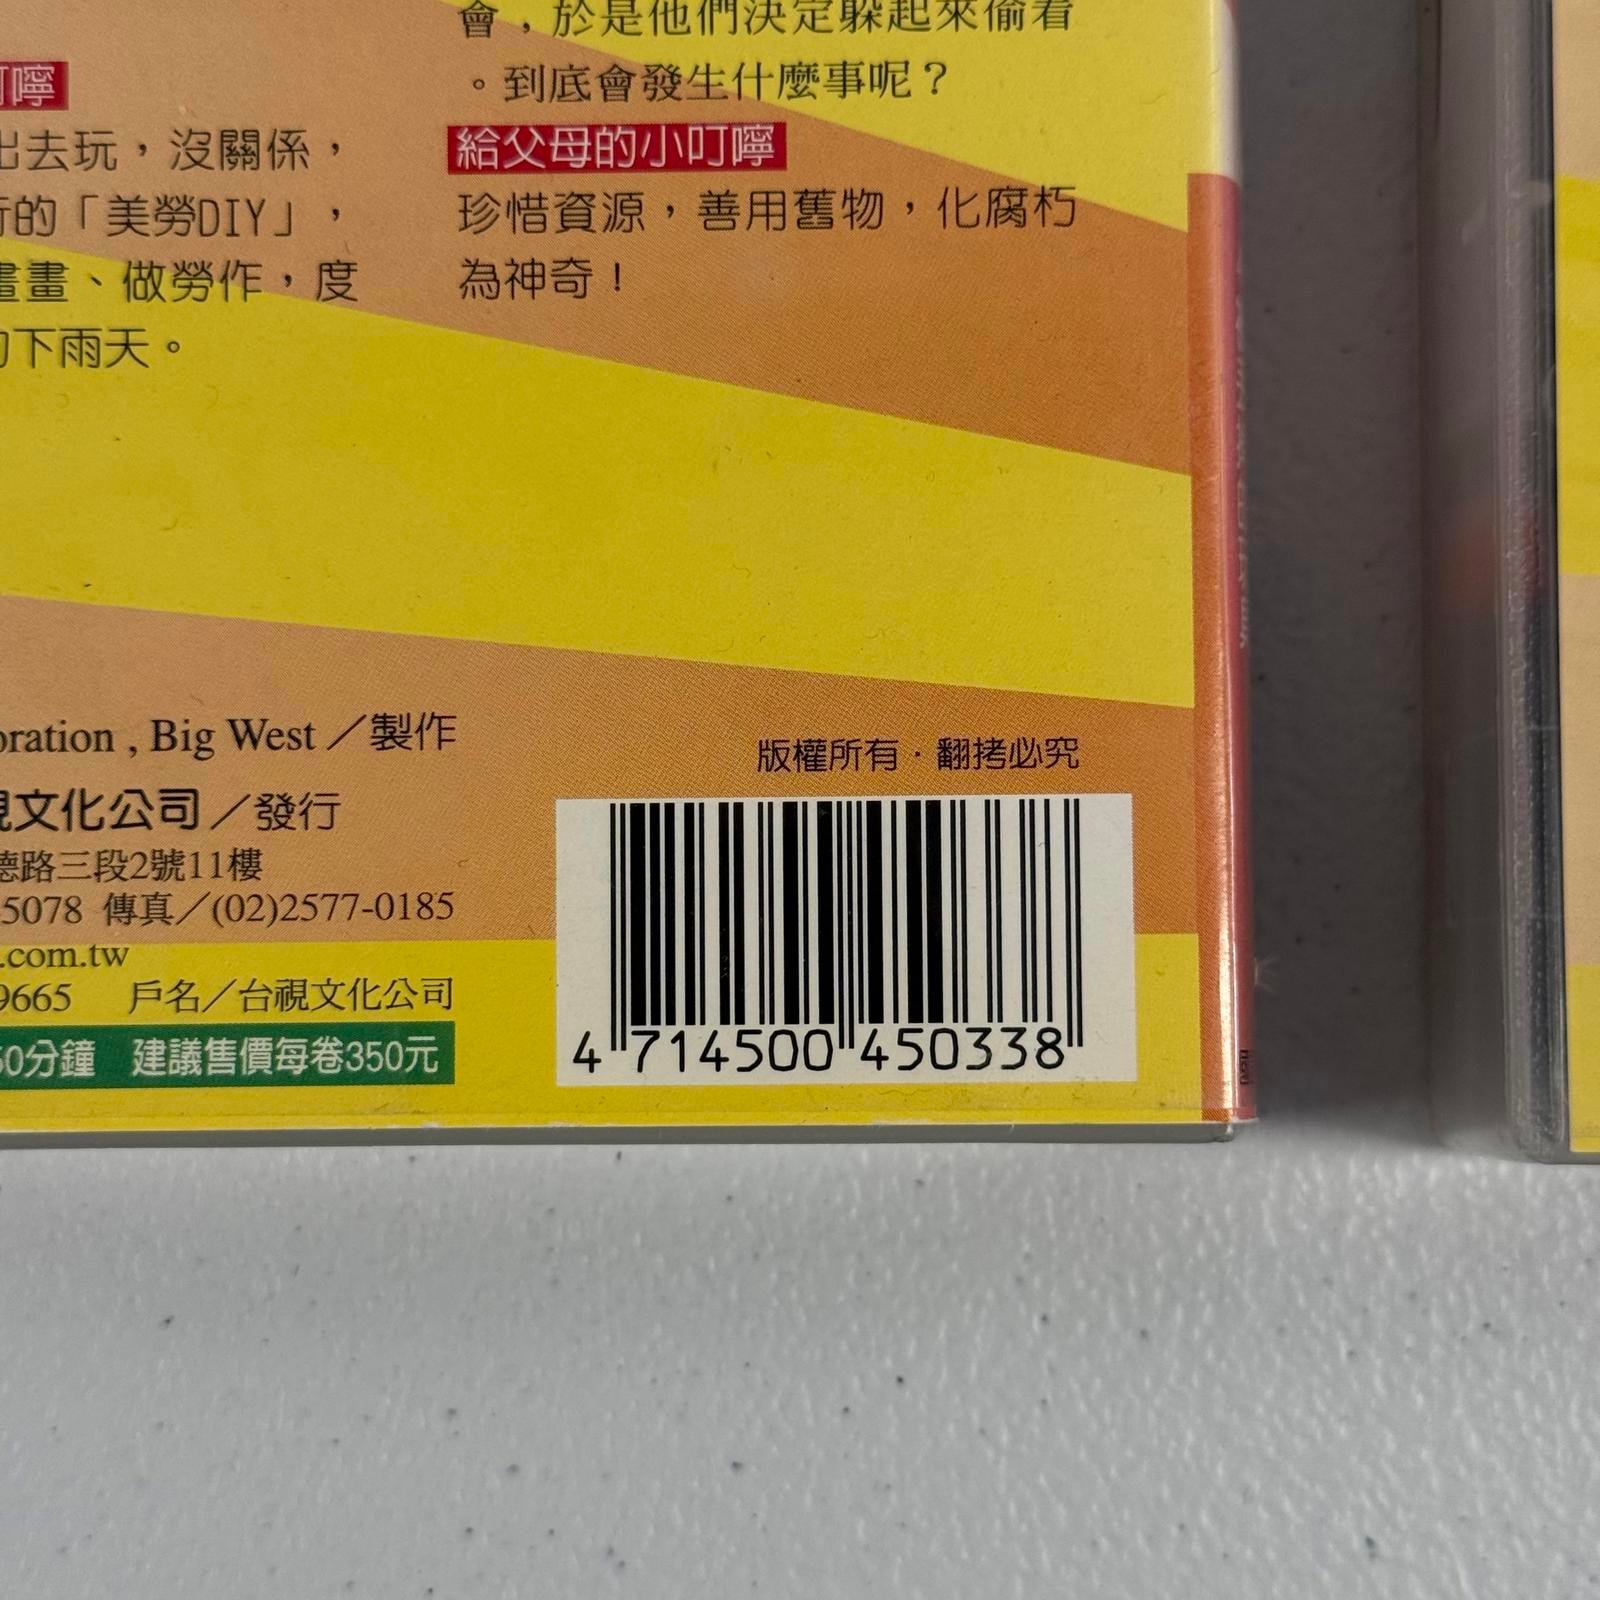 會，於是他們決定躲起來偷看
。到底會發生什麼事呢？
給父母的小叮嚀
珍惜資源，善用舊物，化腐朽
為神奇！
叮嚀
出去玩，沒關係，
的「美勞DIY」，
畫畫、做勞作，度
的下雨天。
oration , Big West／製作
視文化公司／發行
德路三段2號11樓
5078 傳真／(02)2577-0185
.com.tw
9665 戶名／台視文化公司
50分鐘 建議售價每卷350元
版權所有·翻拷必究
4 714500 450338